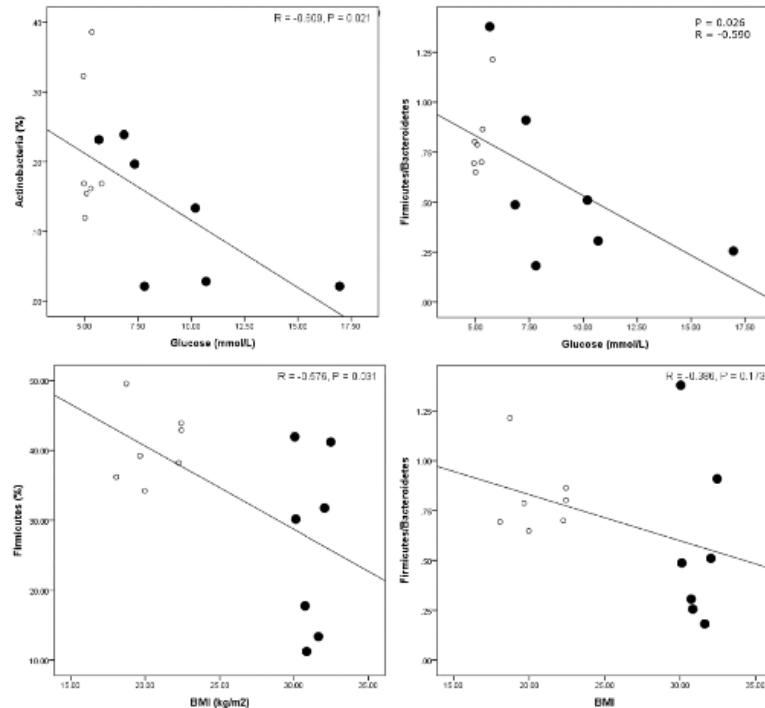 R = -0.609, P = 0.021
Actinobacteria (%)
.40
.30
.20
.10
.00
5.00 7.50 10.00 12.50 15.00 17.50
Glucose (mmol/L)
P = 0.026
R = -0.590
Firmicutes/Bacteroidetes
1.25
1.00
.75
.50
.25
.00
5.00 7.50 10.00 12.50 15.00 17.50
Glucose (mmol/L)
R = -0.576, P = 0.031
Firmicutes (%)
50.00
40.00
30.00
20.00
10.00
15.00 20.00 25.00 30.00 35.00
BMI (kg/m2)
R = -0.386, P = 0.173
Firmicutes/Bacteroidetes
1.25
1.00
.75
.50
.25
.00
15.00 20.00 25.00 30.00 35.00
BMI